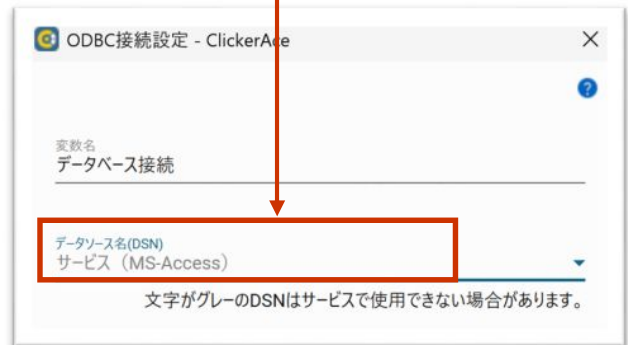 ODBC接続設定 - ClickerAce
変数名
データベース接続
データソース名(DSN)
サービス（MS-Access）
文字がグレーのDSNはサービスで使用できない場合があります。